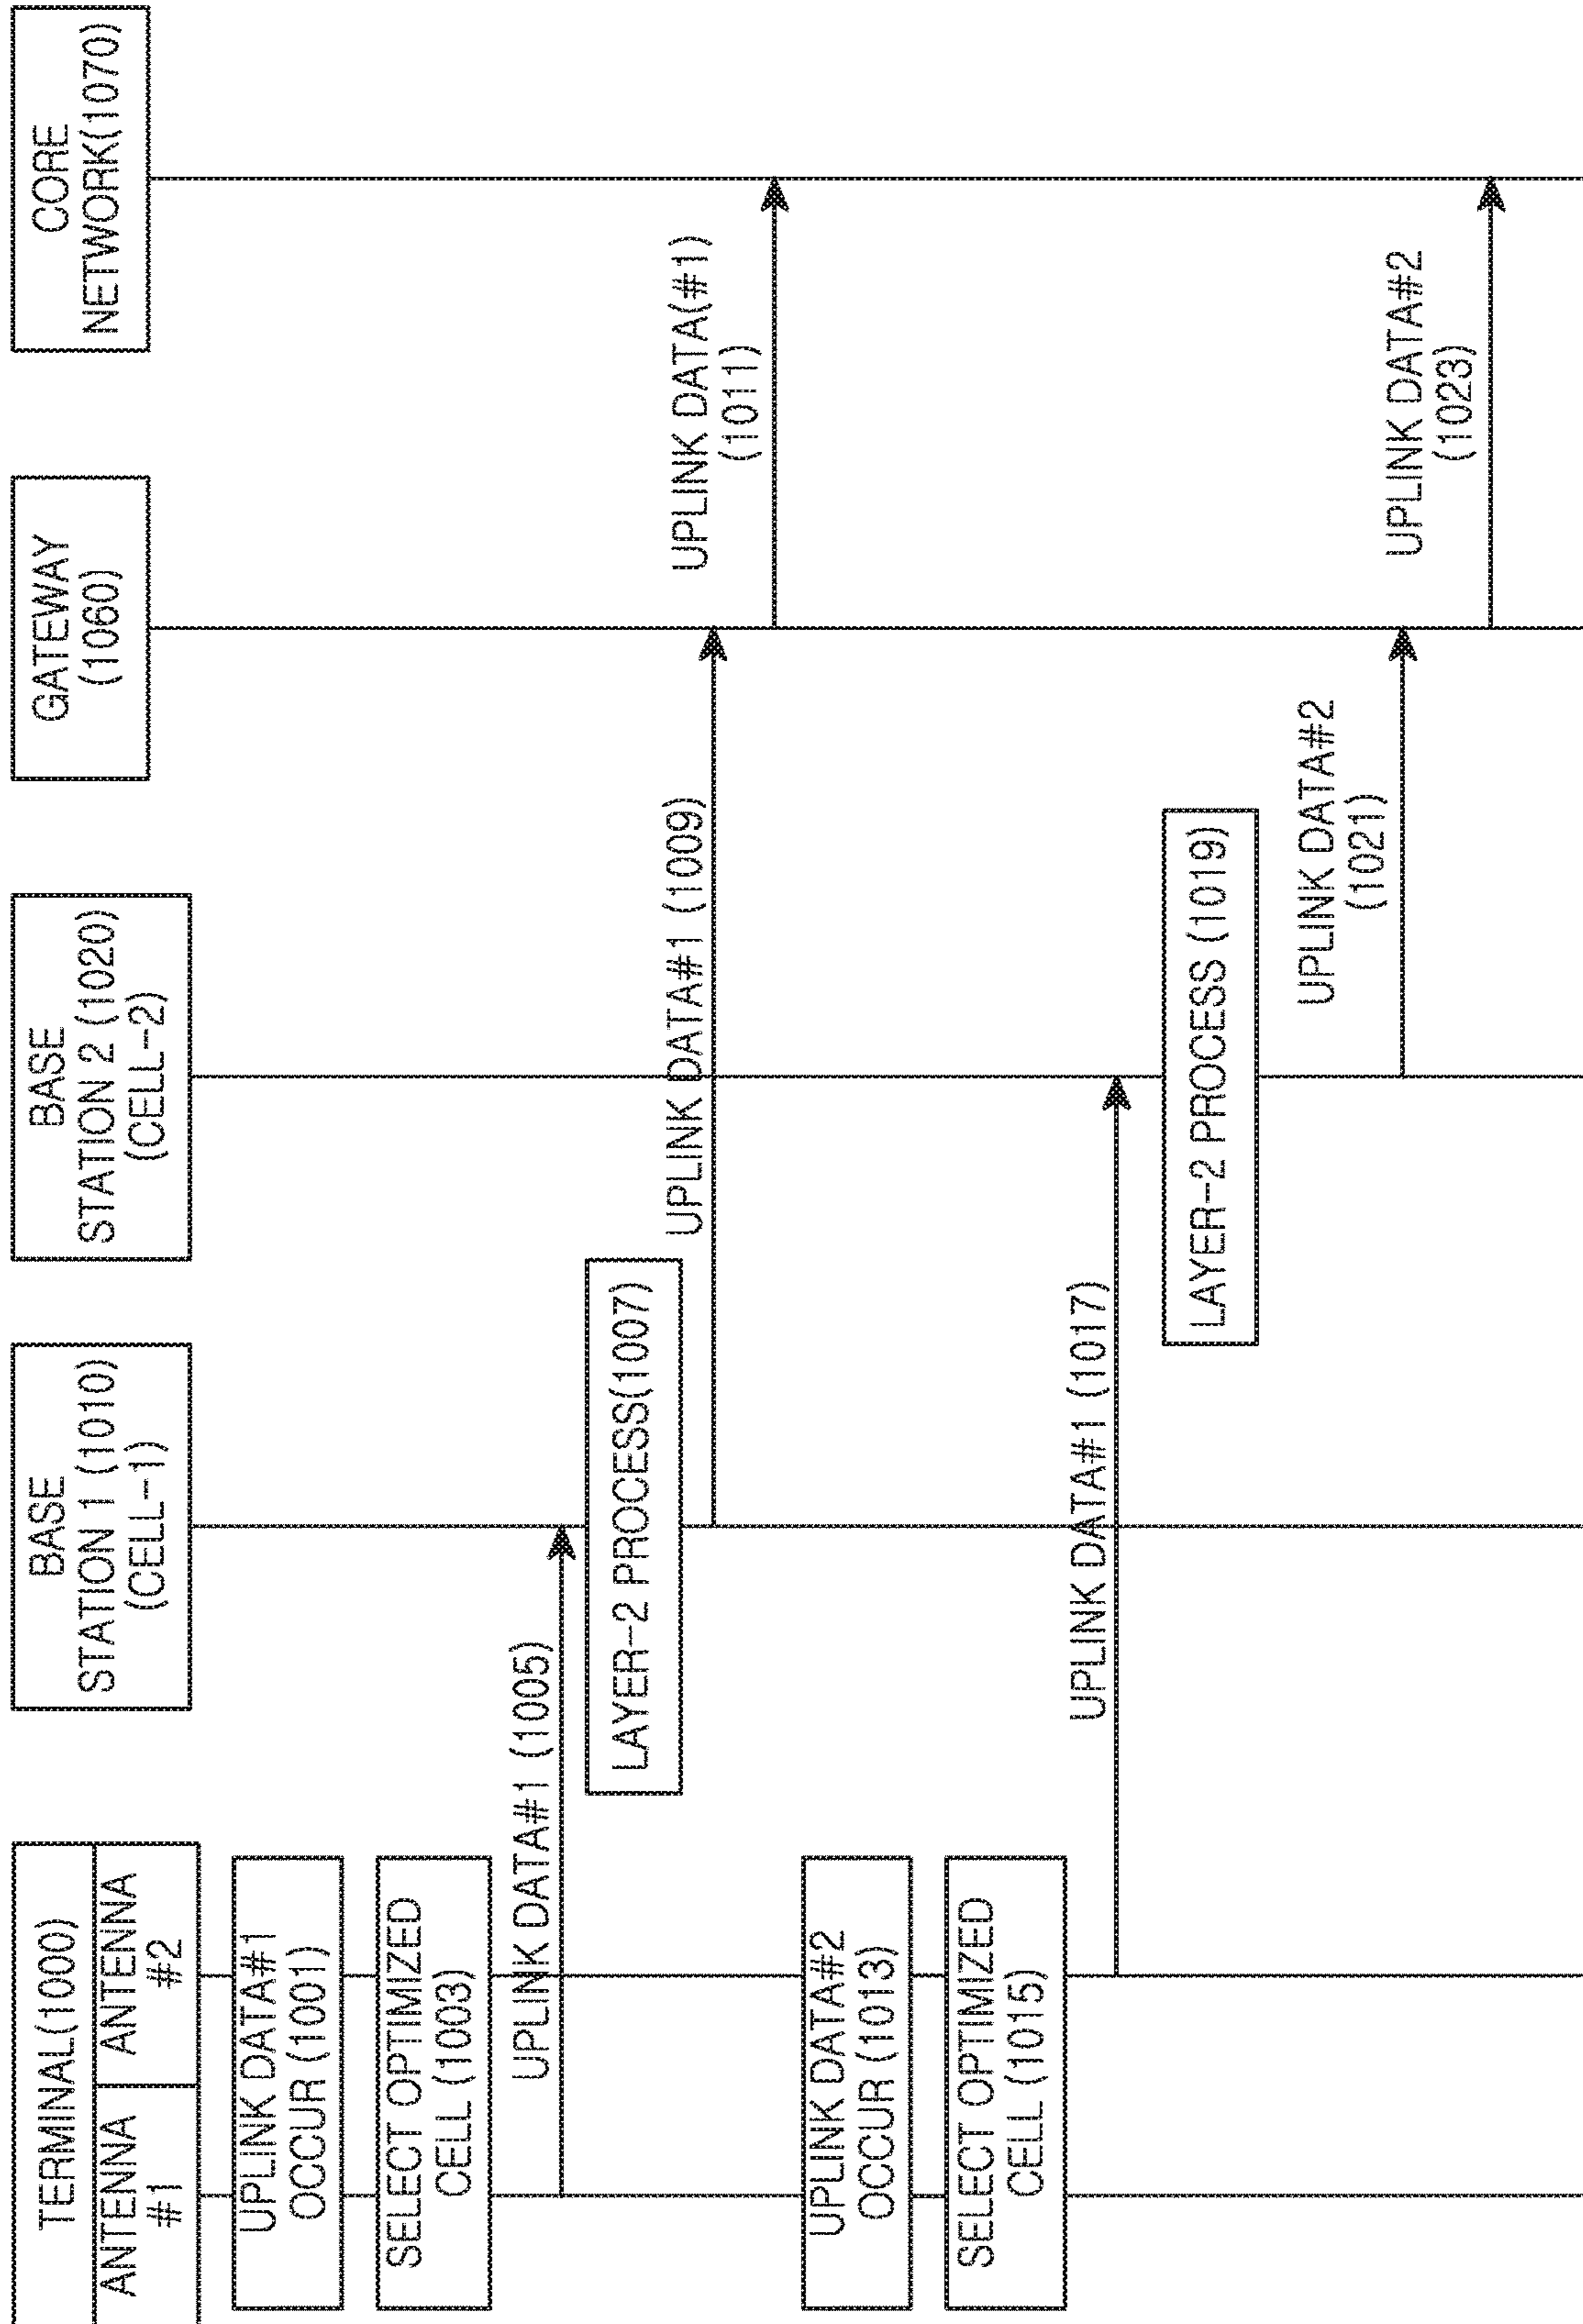 TERMINAL(1000)
ANTENNA
#1
ANTENNA
#2
BASE
STATION 1 (1010)
(CELL-1)
BASE
STATION 2 (1020)
(CELL-2)
GATEWAY
(1060)
CORE
NETWORK(1070)
UPLINK DATA#1
OCCUR (1001)
SELECT OPTIMIZED
CELL (1003)
UPLINK DATA#1 (1005)
LAYER-2 PROCESS(1007)
UPLINK DATA#1 (1009)
UPLINK DATA(#1)
(1011)
UPLINK DATA#2
OCCUR (1013)
SELECT OPTIMIZED
CELL (1015)
UPLINK DATA#1 (1017)
LAYER-2 PROCESS (1019)
UPLINK DATA#2
(1021)
UPLINK DATA#2
(1023)